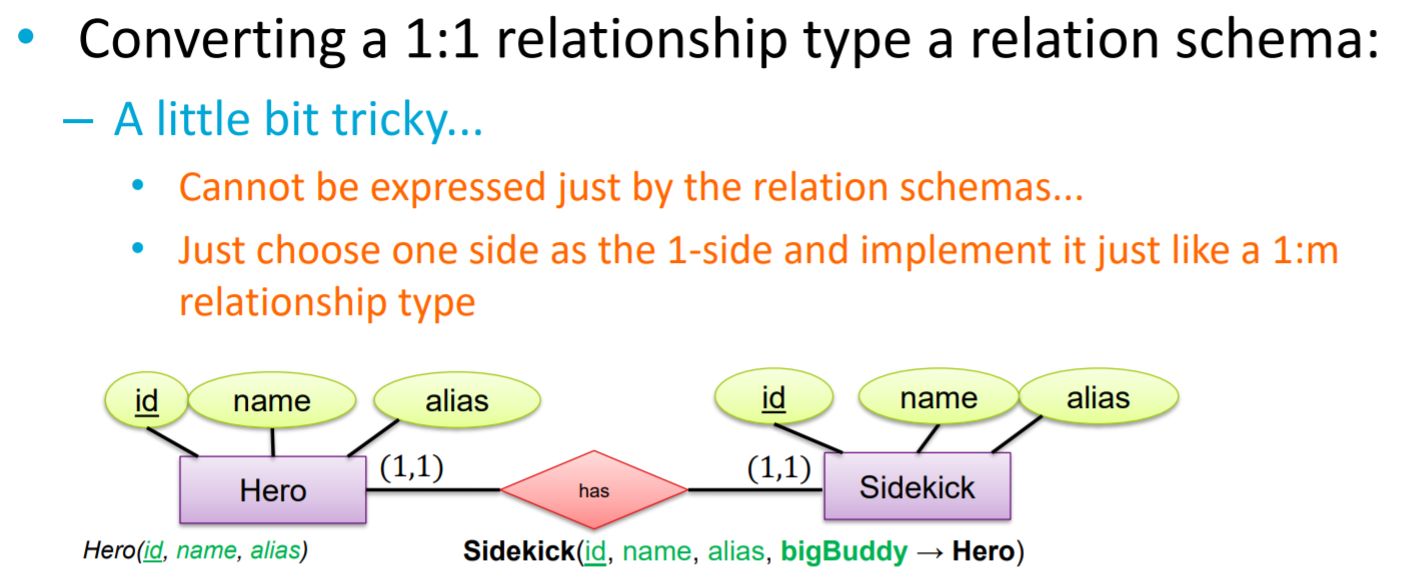 • Converting a 1:1 relationship type a relation schema:
– A little bit tricky...
• Cannot be expressed just by the relation schemas...
• Just choose one side as the 1-side and implement it just like a 1:m
relationship type
id name alias id name alias
Hero (1,1) has (1,1) Sidekick
Hero(id, name, alias) Sidekick(id, name, alias, bigBuddy → Hero)